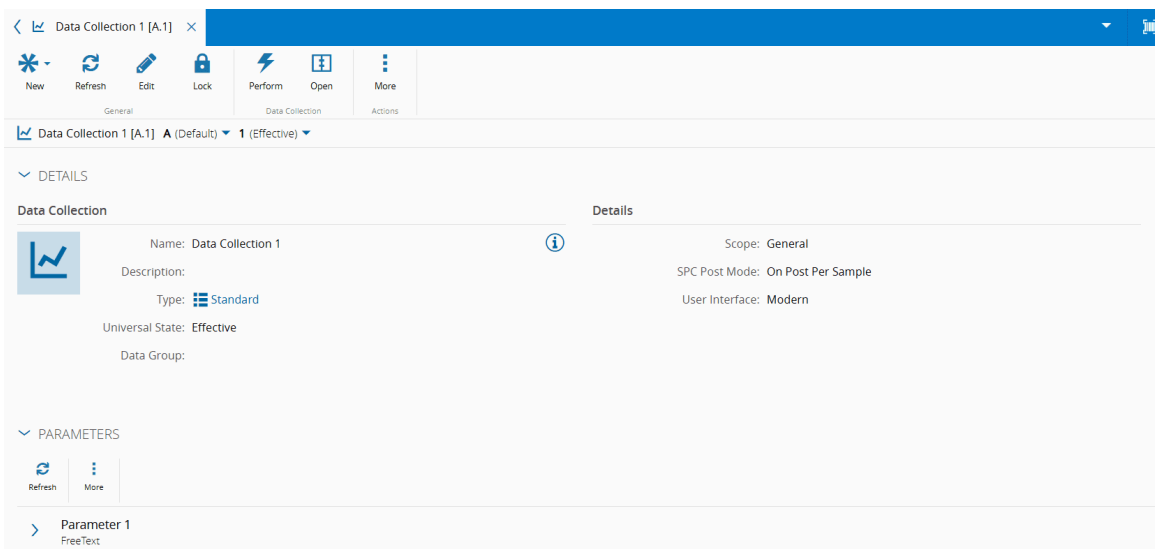 Data Collection 1 [A.1]
New Refresh Edit Lock Perform Open More
General Data Collection Actions
Data Collection 1 [A.1] A (Default) 1 (Effective)
DETAILS
Data Collection Details
Name: Data Collection 1 Scope: General
Description: SPC Post Mode: On Post Per Sample
Type: Standard User Interface: Modern
Universal State: Effective
Data Group:
PARAMETERS
Refresh More
Parameter 1
FreeText